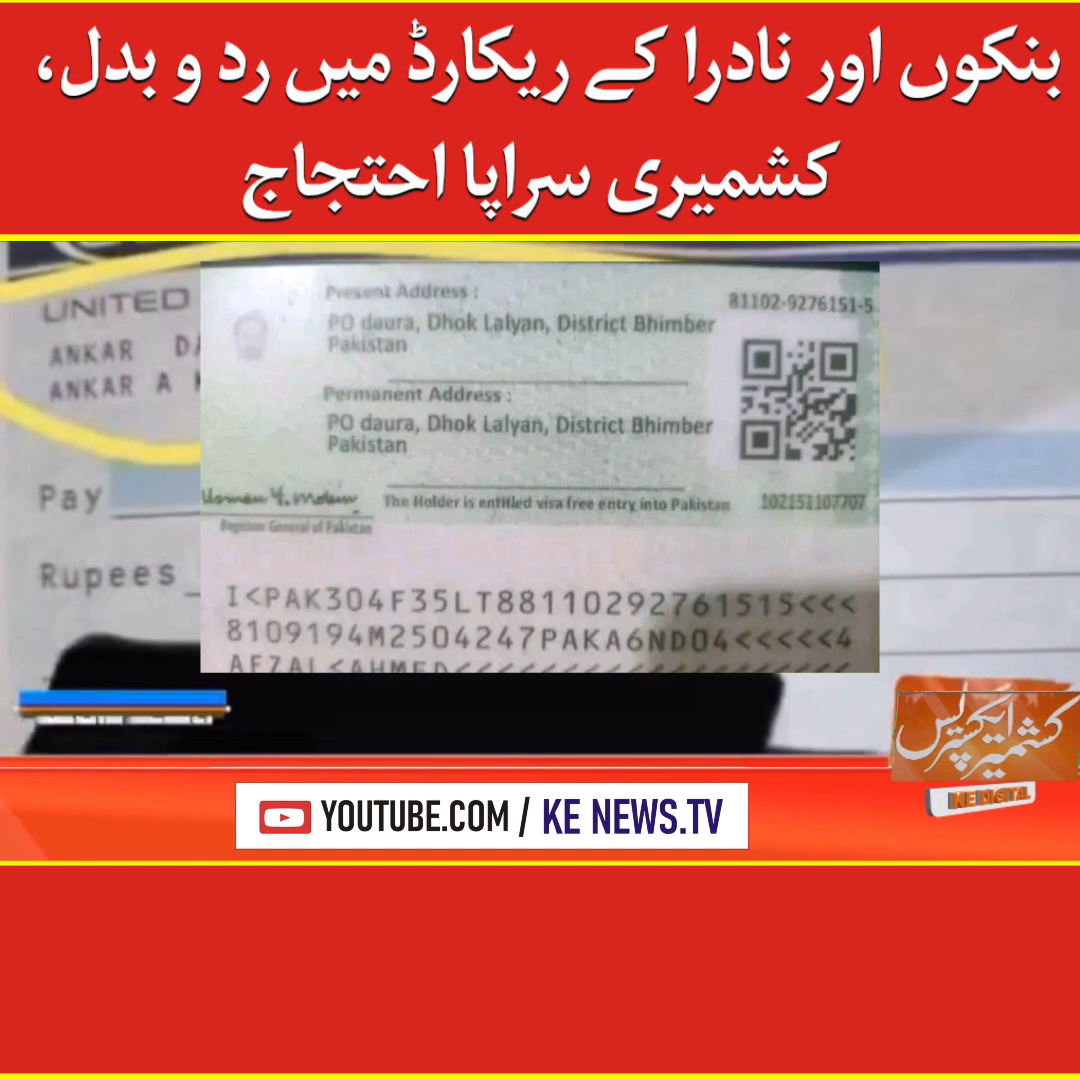 بنکوں اور نادرا کے ریکارڈ میں رد و بدل،
کشمیری سراپا احتجاج
UNITED
ANKAR DA
ANKAR A
Pay
Rupees
Present Address :
81102-9276151-5
PO daura, Dhok Lalyan, District Bhimber
Pakistan
Permanent Address :
PO daura, Dhok Lalyan, District Bhimber
Pakistan
Registrar General of Pakistan
The Holder is entitled visa free entry into Pakistan
102151107707
I<PAK304F35LT88110292761515<<<
8109194M2504247PAKA6ND04<<<<<4
AFZAL<AHMED<<<<<<<<<<<<<<<<<<<
کشمیر ایکسپریس
KE DIGITAL
YOUTUBE.COM / KE NEWS.TV